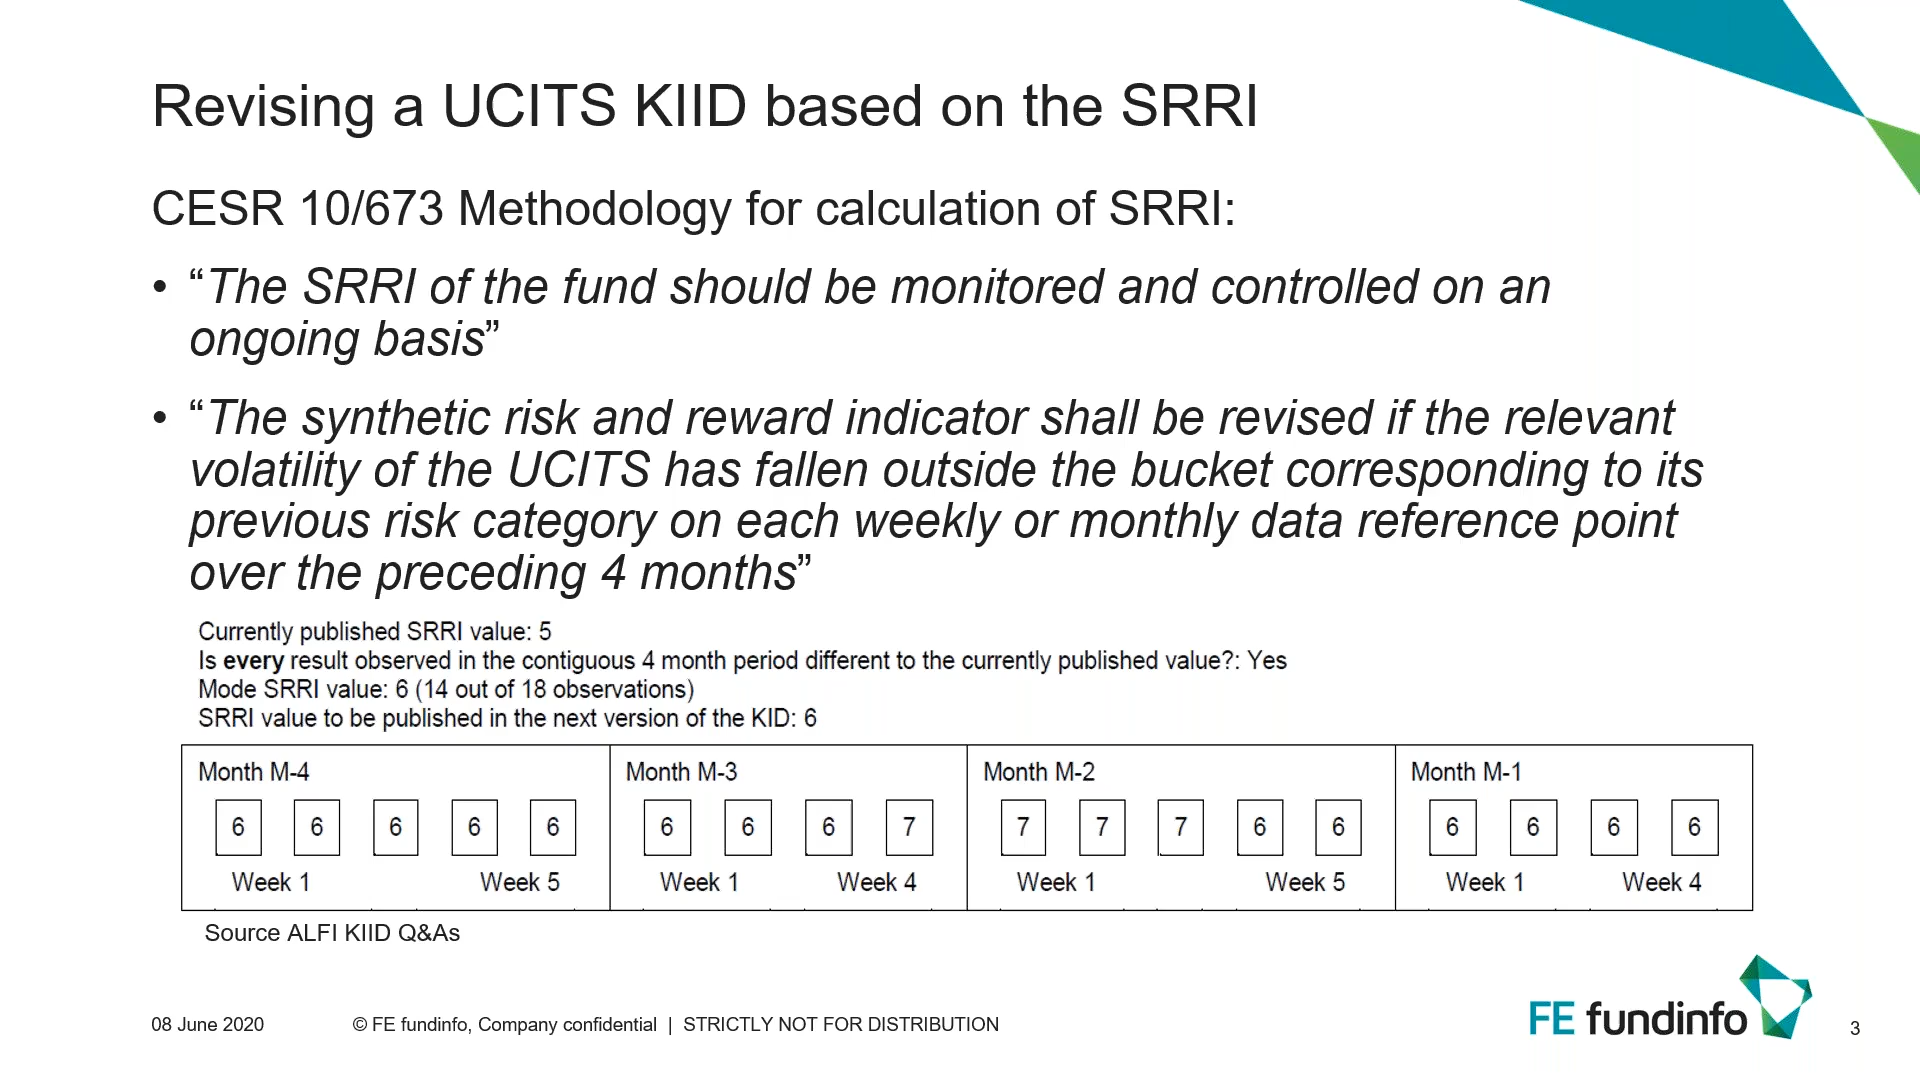 Revising a UCITS KIID based on the SRRI
CESR 10/673 Methodology for calculation of SRRI:
• “The SRRI of the fund should be monitored and controlled on an
ongoing basis”
• “The synthetic risk and reward indicator shall be revised if the relevant
volatility of the UCITS has fallen outside the bucket corresponding to its
previous risk category on each weekly or monthly data reference point
over the preceding 4 months”
Currently published SRRI value: 5
Is every result observed in the contiguous 4 month period different to the currently published value?: Yes
Mode SRRI value: 6 (14 out of 18 observations)
SRRI value to be published in the next version of the KID: 6
Month M-4 Month M-3 Month M-2 Month M-1
6 6 6 6 6 6 6 6 7 7 7 7 6 6 6 6 6 6
Week 1 Week 5 Week 1 Week 4 Week 1 Week 5 Week 1 Week 4
Source ALFI KIID Q&As
08 June 2020 © FE fundinfo, Company confidential | STRICTLY NOT FOR DISTRIBUTION
FE fundinfo
3